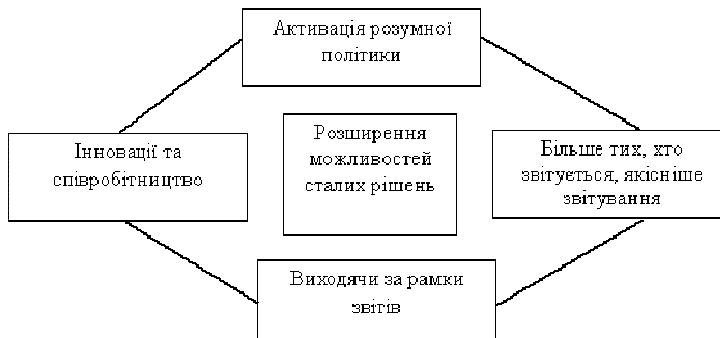 Активація розумної
політики
Інновації та
співробітництво
Розширення
можливостей
сталих рішень
Більше тих, хто
звітується, якісніше
звітування
Виходячи за рамки
звітів